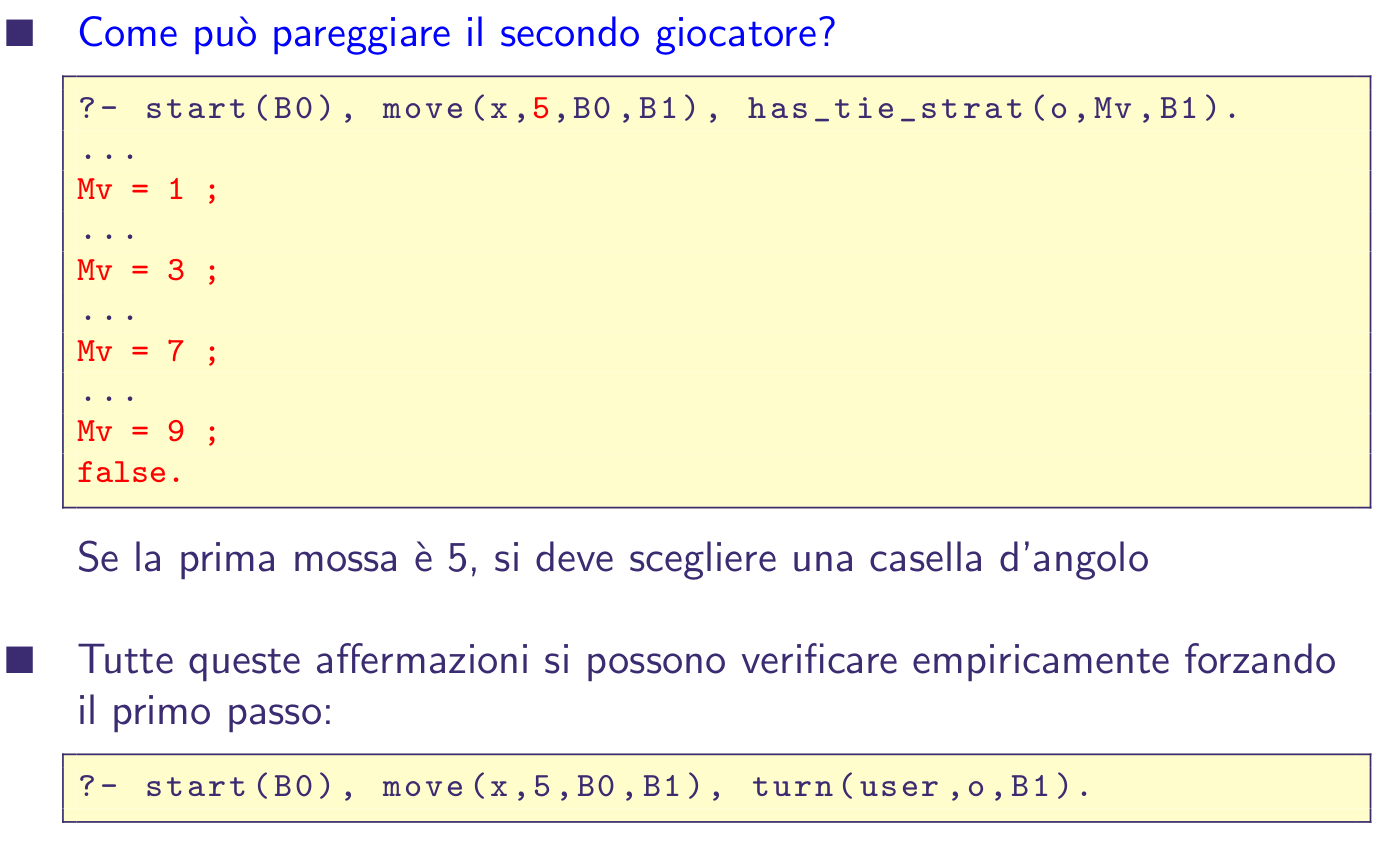 Come può pareggiare il secondo giocatore?
?- start(B0), move(x,5,B0,B1), has_tie_strat(o,Mv,B1).
...
Mv = 1 ;
...
Mv = 3 ;
...
Mv = 7 ;
...
Mv = 9 ;
false.
Se la prima mossa è 5, si deve scegliere una casella d'angolo
Tutte queste affermazioni si possono verificare empiricamente forzando
il primo passo:
?- start(B0), move(x,5,B0,B1), turn(user,o,B1).